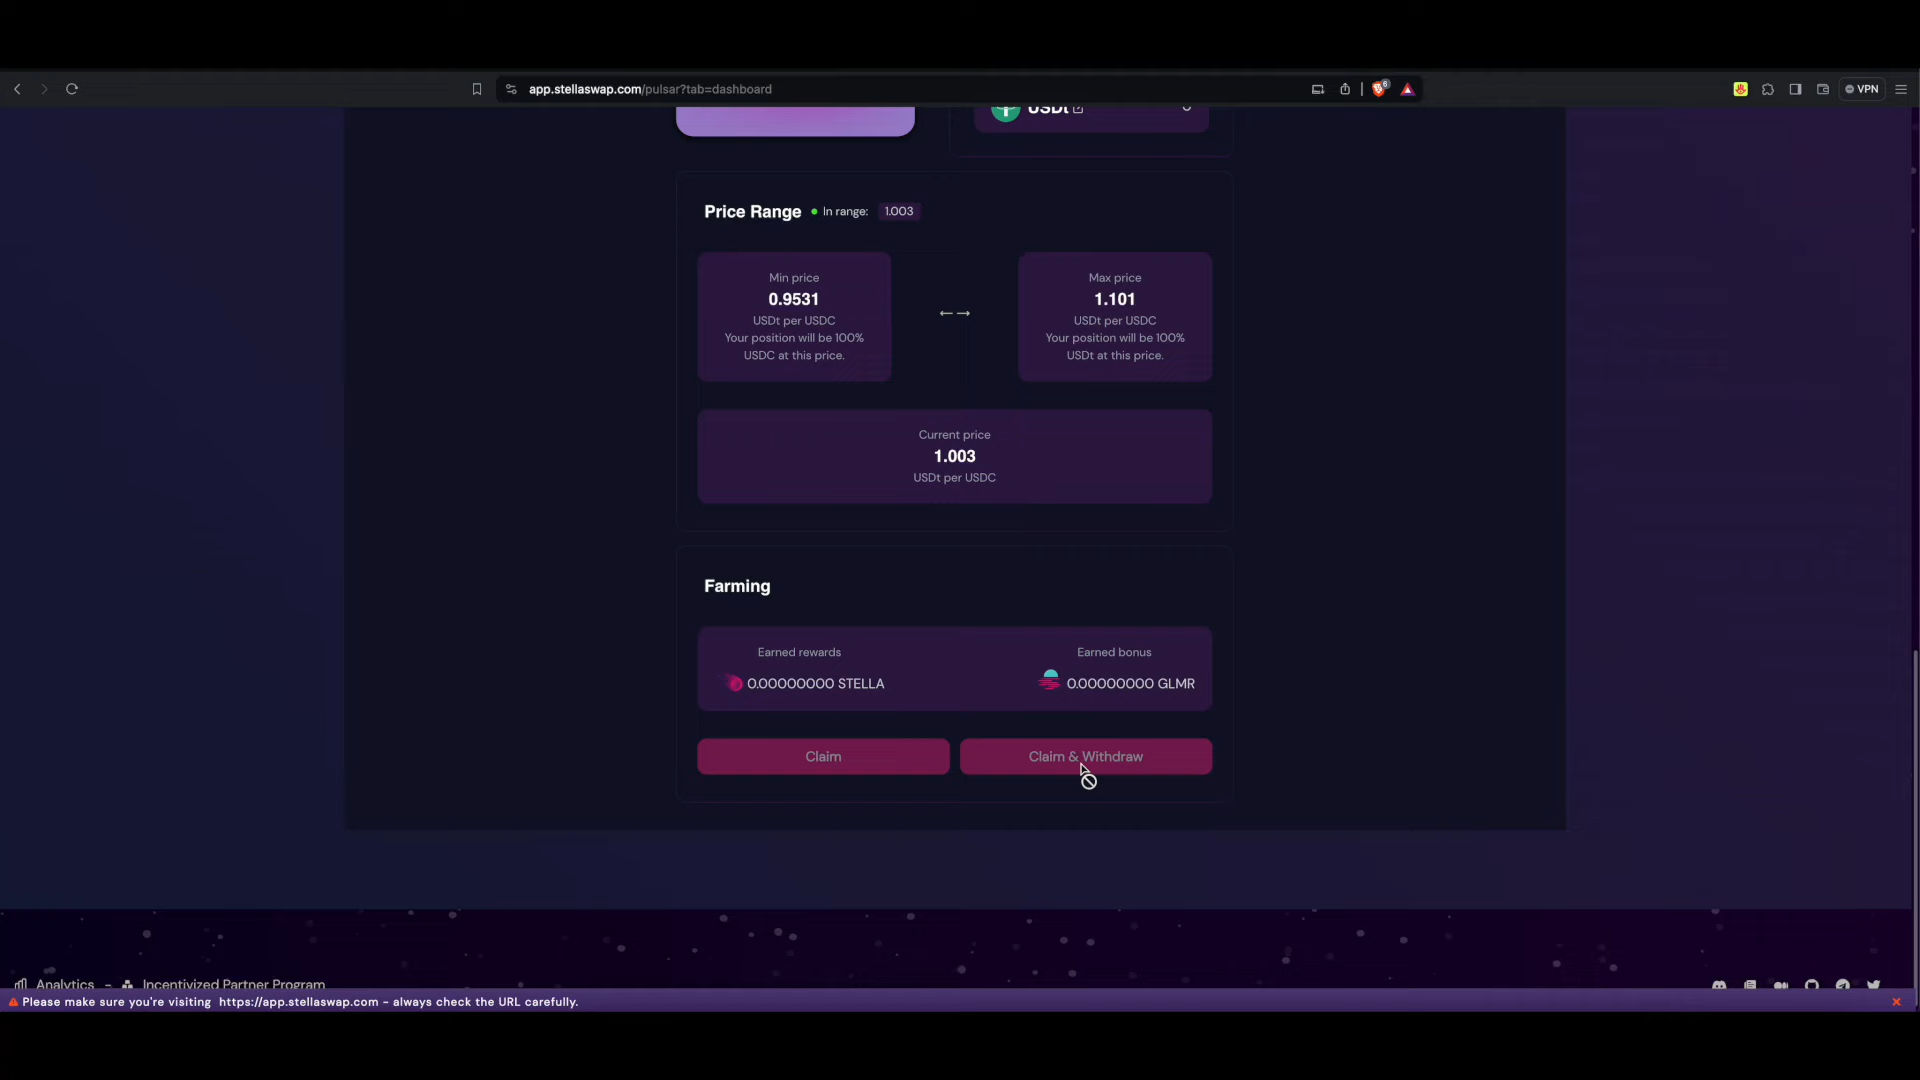 app.stellaswap.com/pulsar?tab=dashboard
6
VPN
USDt
0
Price Range In range: 1.003
Min price
0.9531
USDt per USDC
Your position will be 100%
USDC at this price.
Max price
1.101
USDt per USDC
Your position will be 100%
USDt at this price.
Current price
1.003
USDt per USDC
Farming
Earned rewards
0.00000000 STELLA
Earned bonus
0.00000000 GLMR
Claim
Claim & Withdraw
Analytics – Incentivized Partner Program
Please make sure you're visiting https://app.stellaswap.com - always check the URL carefully.